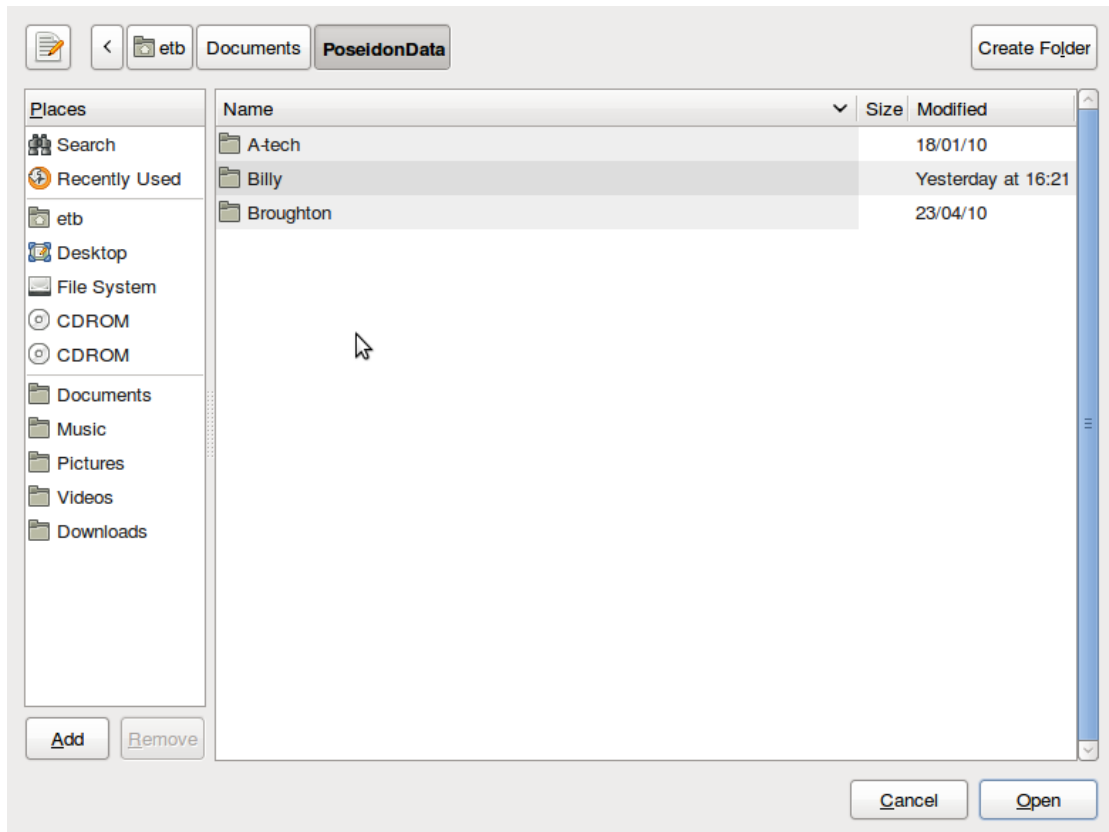 etb Documents PoseidonData Create Folder
Places Name Size Modified
Search A-tech 18/01/10
Recently Used Billy Yesterday at 16:21
etb Broughton 23/04/10
Desktop
File System
CDROM
CDROM
Documents
Music
Pictures
Videos
Downloads
Add Remove
Cancel Open